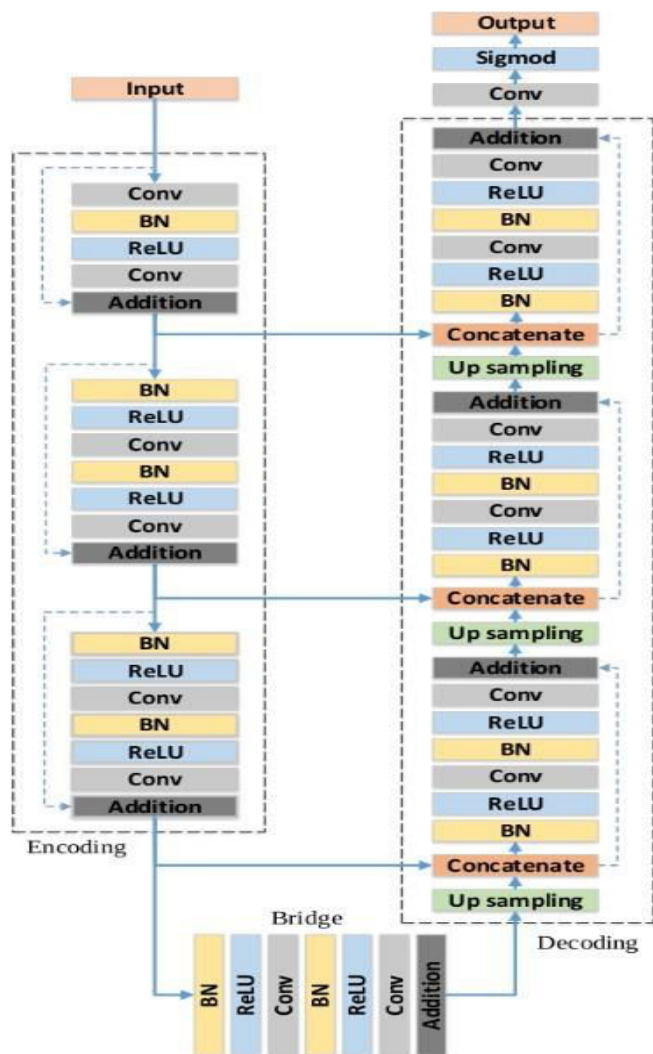 Input
Conv
BN
ReLU
Conv
Addition
BN
ReLU
Conv
BN
ReLU
Conv
Addition
BN
ReLU
Conv
BN
ReLU
Conv
Addition
Encoding
Bridge
BN
ReLU
Conv
BN
ReLU
Conv
Addition
Output
Sigmod
Conv
Addition
Conv
ReLU
BN
Conv
ReLU
BN
Concatenate
Up sampling
Addition
Conv
ReLU
BN
Conv
ReLU
BN
Concatenate
Up sampling
Addition
Conv
ReLU
BN
Conv
ReLU
BN
Concatenate
Up sampling
Decoding